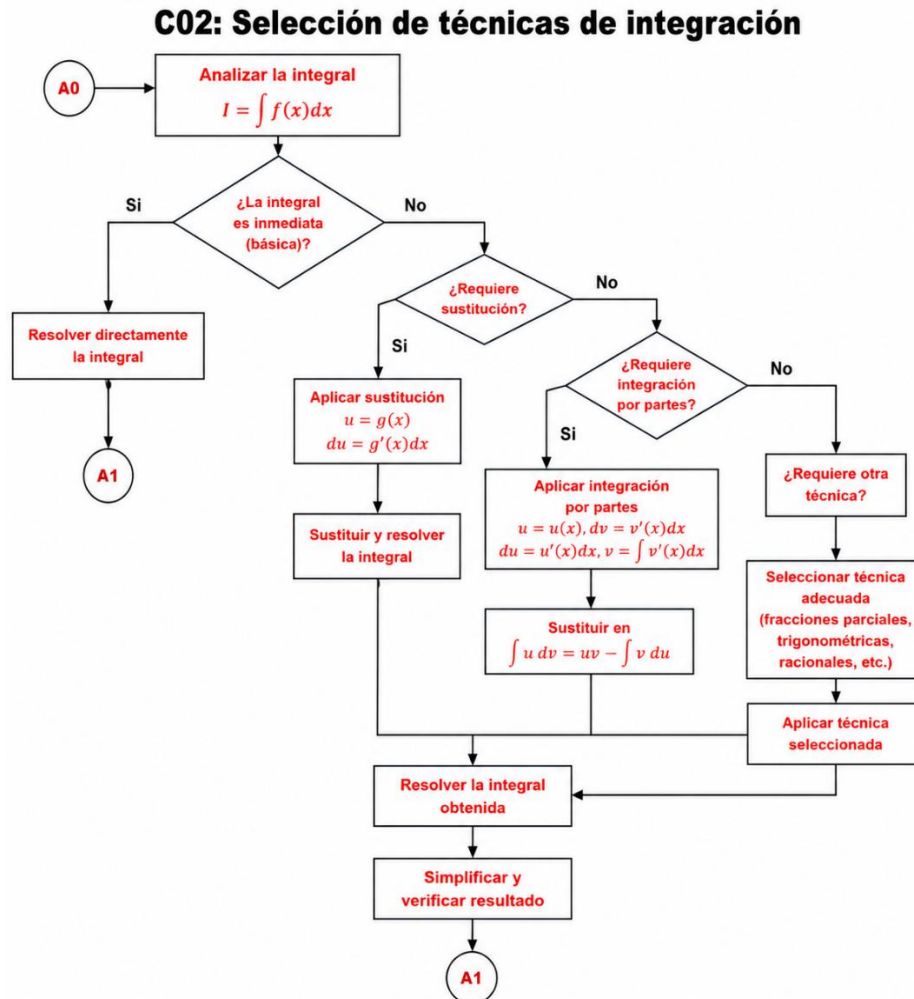 C02: Selección de técnicas de integración
A0
Analizar la integral
I = ∫ f(x)dx
¿La integral
es inmediata
(básica)?
Si
No
¿Requiere
sustitución?
No
Si
Resolver directamente
la integral
A1
¿Requiere
integración
por partes?
No
Si
Aplicar sustitución
u = g(x)
du = g'(x)dx
Sustituir y resolver
la integral
Aplicar integración
por partes
u = u(x), dv = v'(x)dx
du = u'(x)dx, v = ∫ v'(x)dx
Sustituir en
∫ u dv = uv − ∫ v du
¿Requiere otra
técnica?
Seleccionar técnica
adecuada
(fracciones parciales,
trigonométricas,
racionales, etc.)
Aplicar técnica
seleccionada
Resolver la integral
obtenida
Simplificar y
verificar resultado
A1